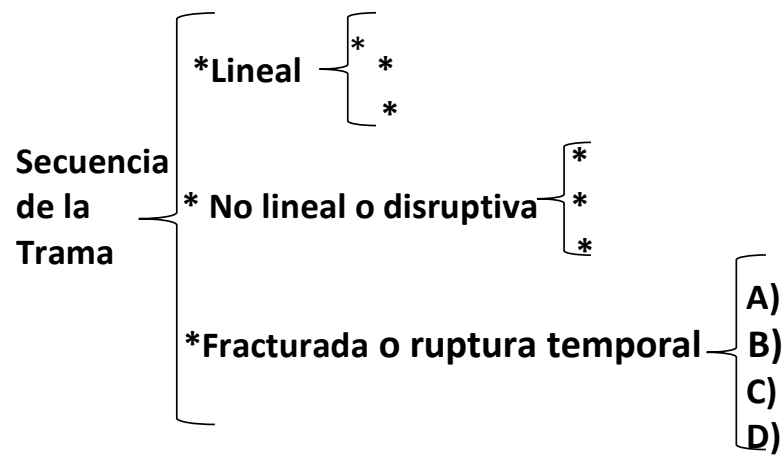 *Lineal
*
*
*
Secuencia
de la
Trama
* No lineal o disruptiva
*
*
*
*Fracturada o ruptura temporal
A)
B)
C)
D)